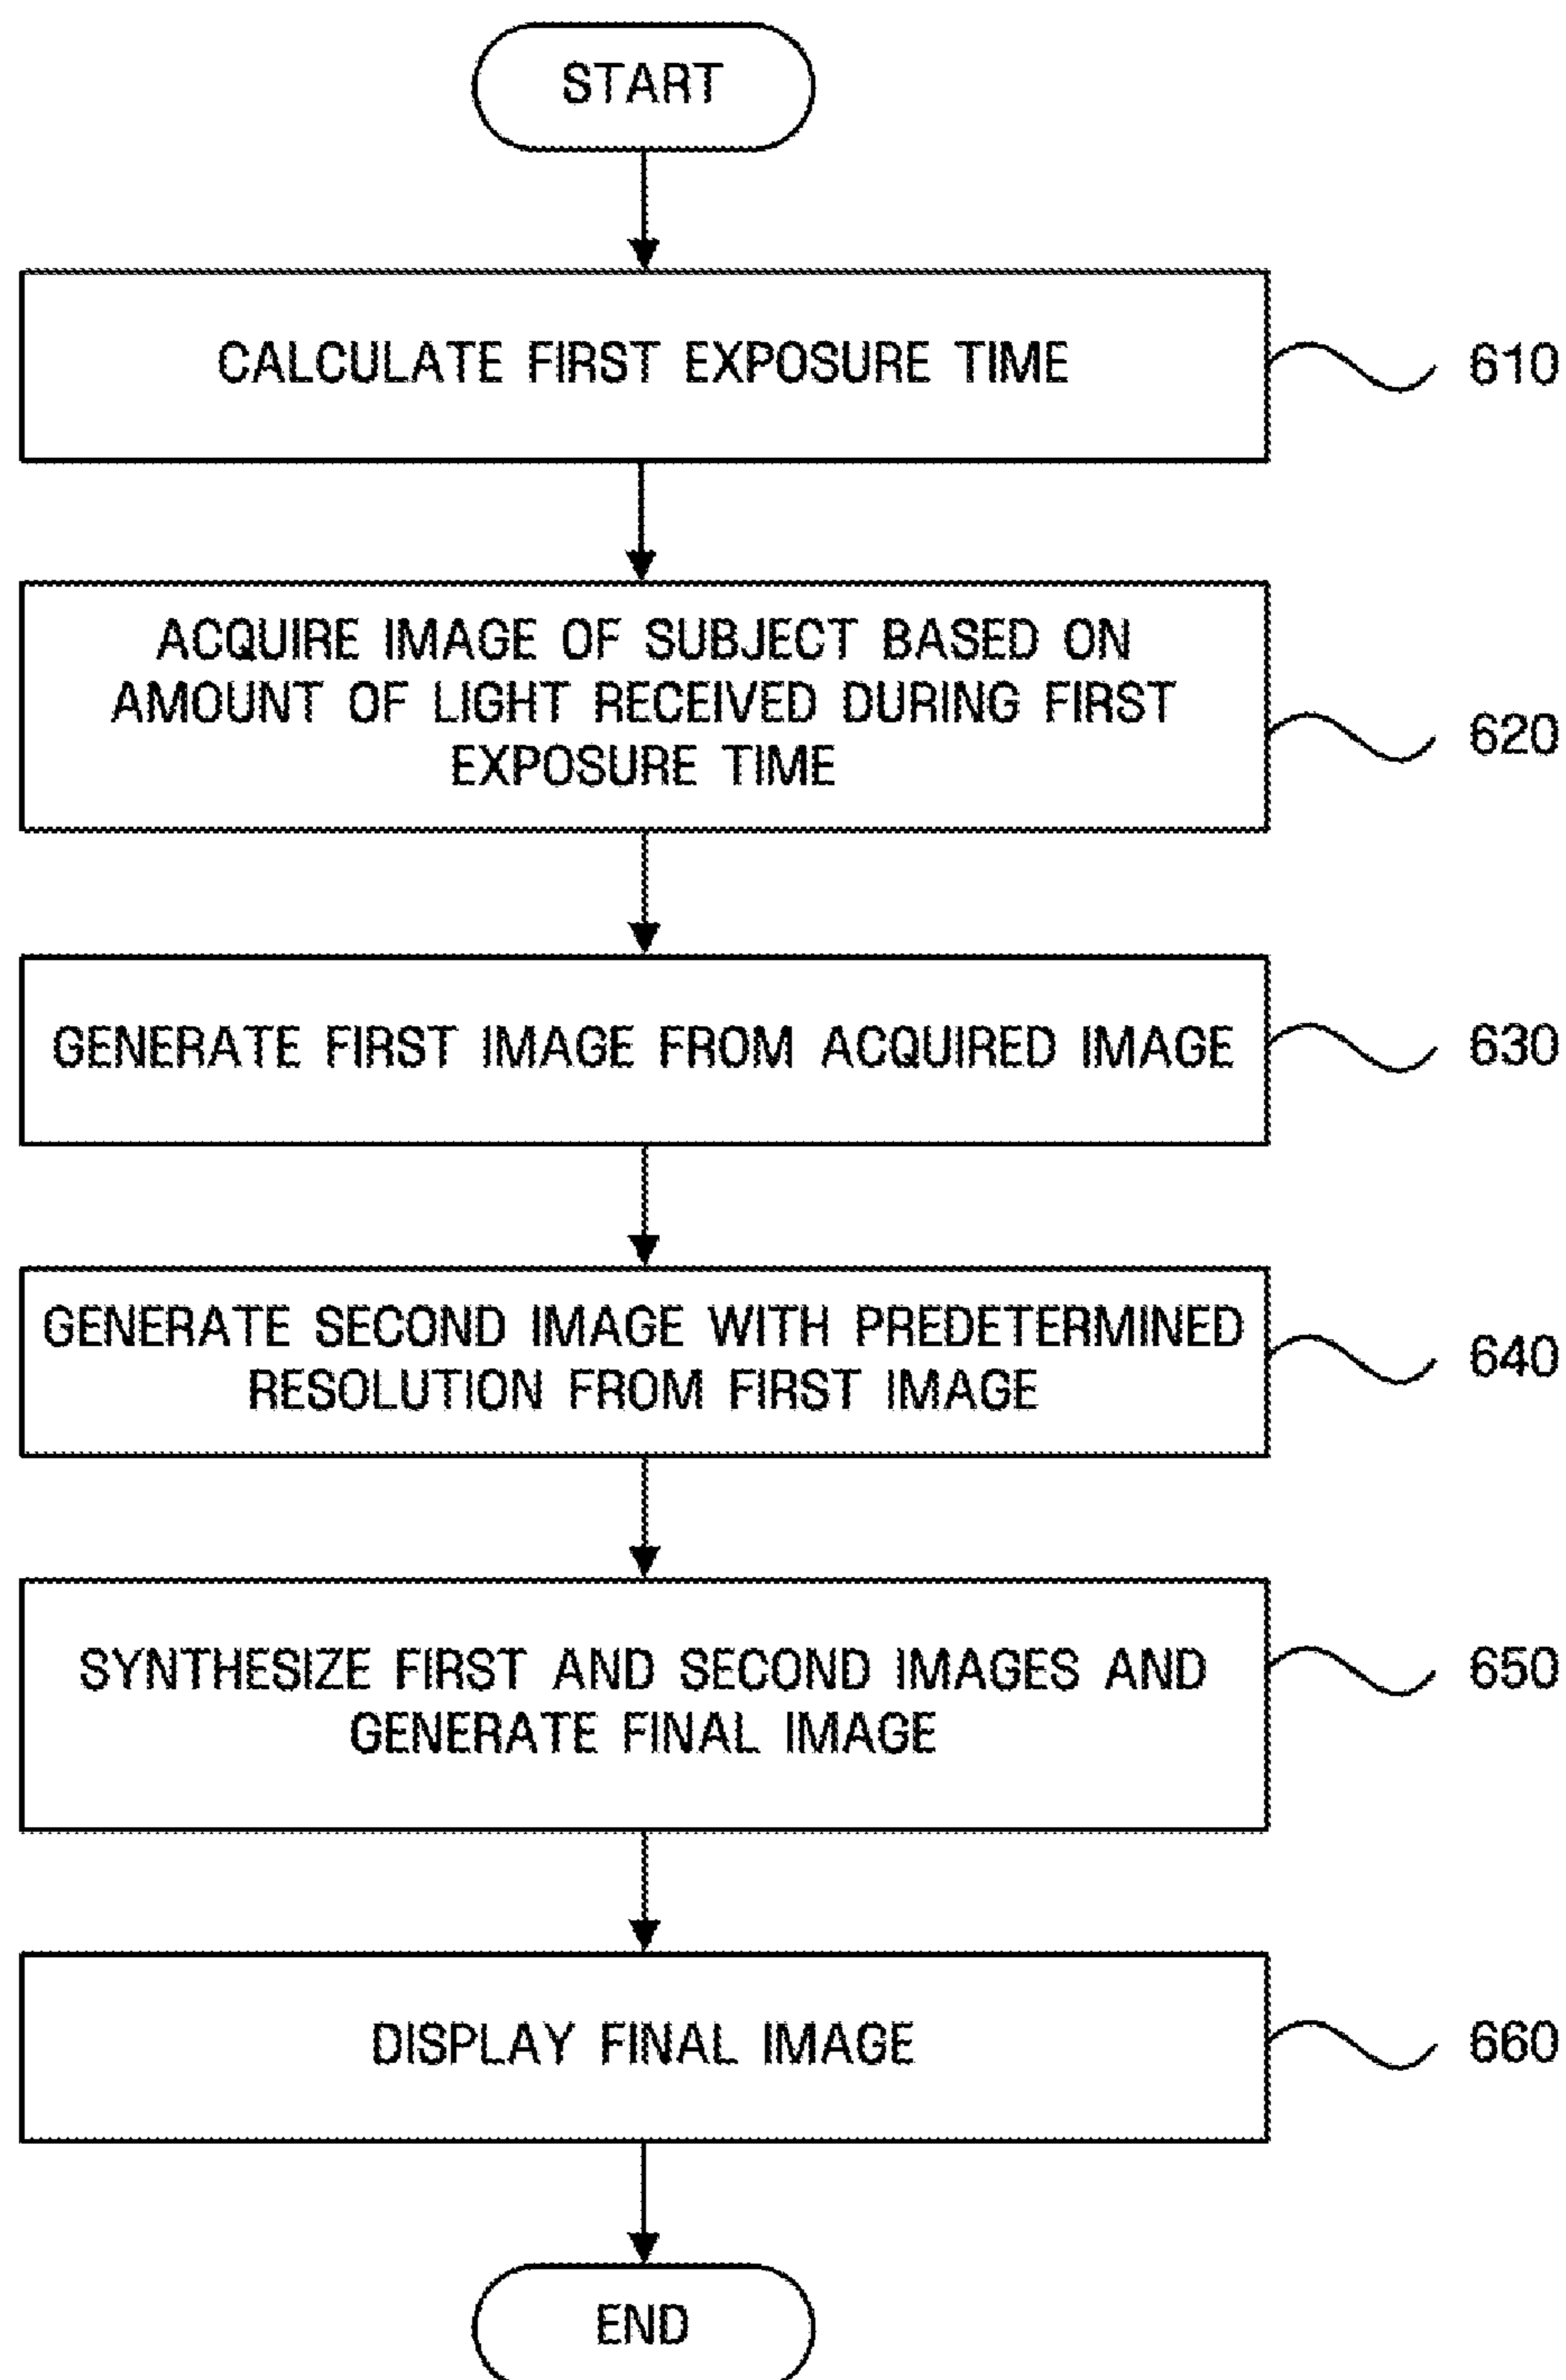 START
CALCULATE FIRST EXPOSURE TIME
610
ACQUIRE IMAGE OF SUBJECT BASED ON
AMOUNT OF LIGHT RECEIVED DURING FIRST
EXPOSURE TIME
620
GENERATE FIRST IMAGE FROM ACQUIRED IMAGE
630
GENERATE SECOND IMAGE WITH PREDETERMINED
RESOLUTION FROM FIRST IMAGE
640
SYNTHESIZE FIRST AND SECOND IMAGES AND
GENERATE FINAL IMAGE
650
DISPLAY FINAL IMAGE
660
END